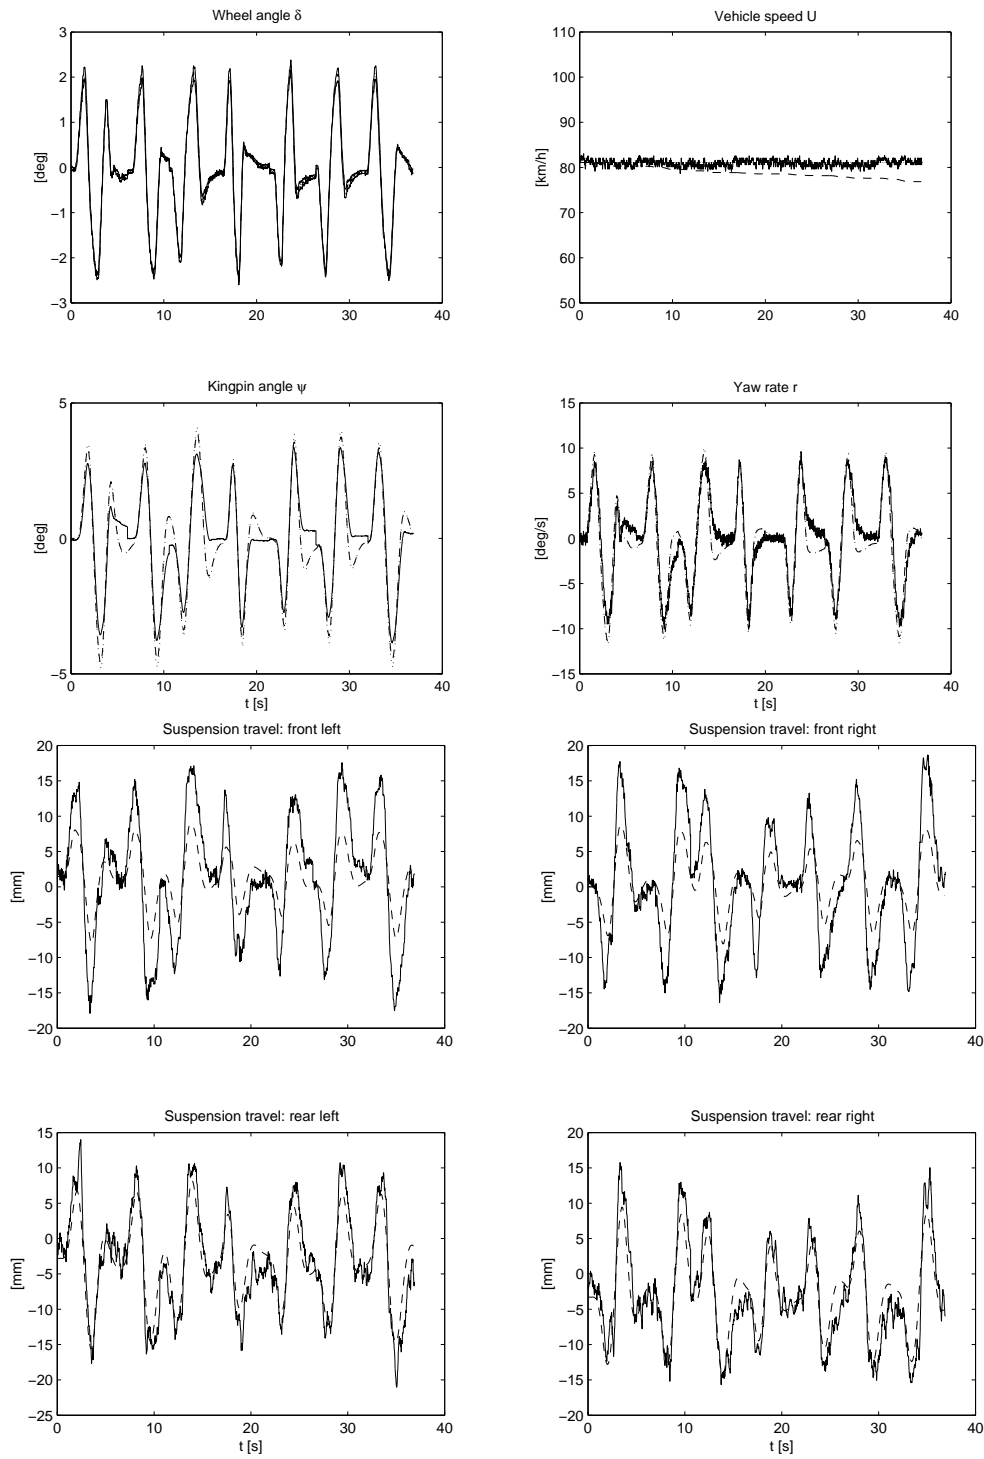 Wheel angle δ
3
2
1
0
−1
−2
−3
[deg]
0 10 20 30 40
Vehicle speed U
110
100
90
80
70
60
50
[km/h]
0 10 20 30 40
Kingpin angle ψ
5
0
−5
[deg]
0 10 20 30 40
t [s]
Yaw rate r
15
10
5
0
−5
−10
−15
[deg/s]
0 10 20 30 40
t [s]
Suspension travel: front left
20
15
10
5
0
−5
−10
−15
−20
[mm]
0 10 20 30 40
Suspension travel: front right
20
15
10
5
0
−5
−10
−15
−20
[mm]
0 10 20 30 40
Suspension travel: rear left
15
10
5
0
−5
−10
−15
−20
−25
[mm]
0 10 20 30 40
t [s]
Suspension travel: rear right
20
15
10
5
0
−5
−10
−15
−20
[mm]
0 10 20 30 40
t [s]